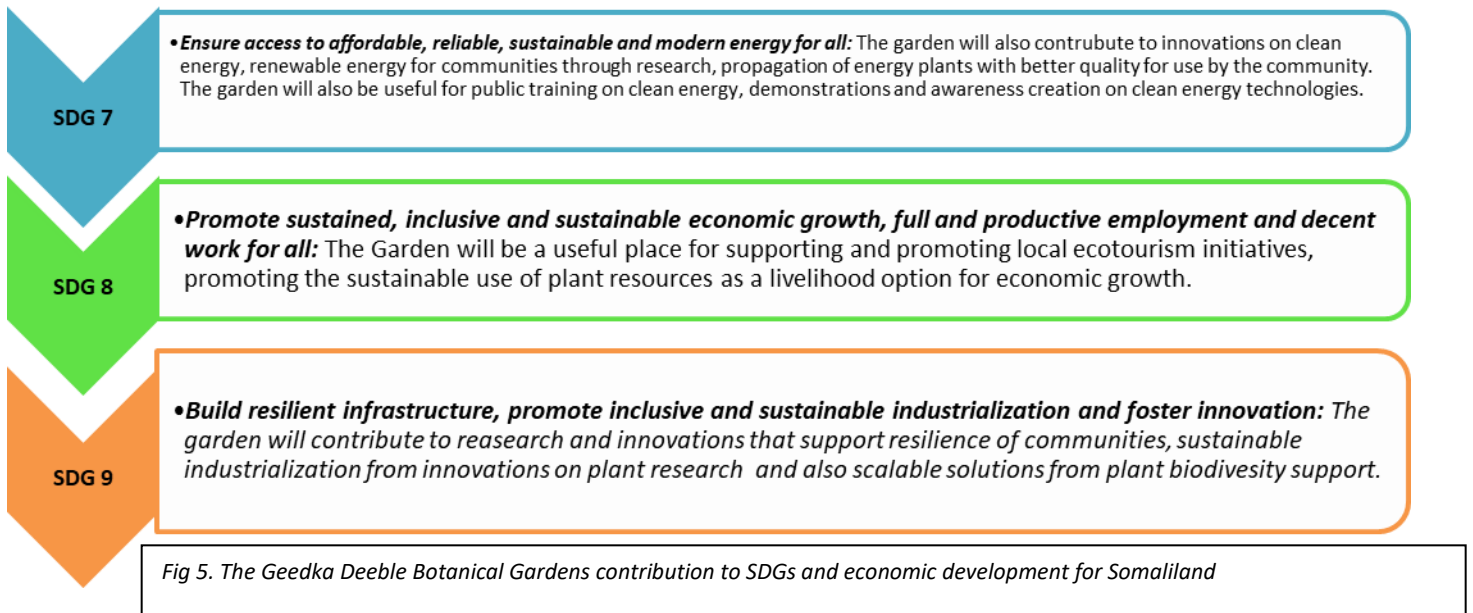 SDG 7
•Ensure access to affordable, reliable, sustainable and modern energy for all: The garden will also contrubute to innovations on clean
energy, renewable energy for communities through research, propagation of energy plants with better quality for use by the community.
The garden will also be useful for public training on clean energy, demonstrations and awareness creation on clean energy technologies.
SDG 8
•Promote sustained, inclusive and sustainable economic growth, full and productive employment and decent
work for all: The Garden will be a useful place for supporting and promoting local ecotourism initiatives,
promoting the sustainable use of plant resources as a livelihood option for economic growth.
SDG 9
•Build resilient infrastructure, promote inclusive and sustainable industrialization and foster innovation: The
garden will contribute to reasearch and innovations that support resilience of communities, sustainable
industrialization from innovations on plant research and also scalable solutions from plant biodivesity support.
Fig 5. The Geedka Deeble Botanical Gardens contribution to SDGs and economic development for Somaliland